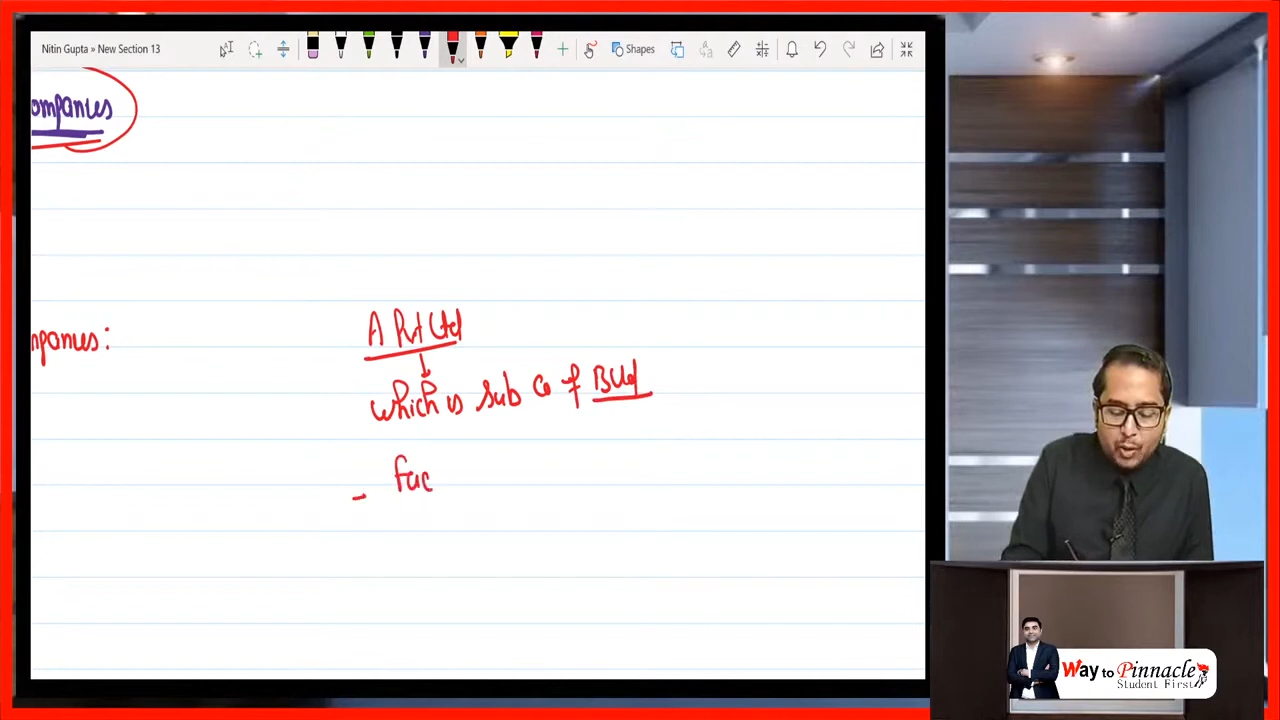 Nitin Gupta » New Section 13
Shapes
ompanies
mpanies:
A Pvt Ltd
which is sub Co of B Ltd
- Fac
Way to Pinnacle
Student First